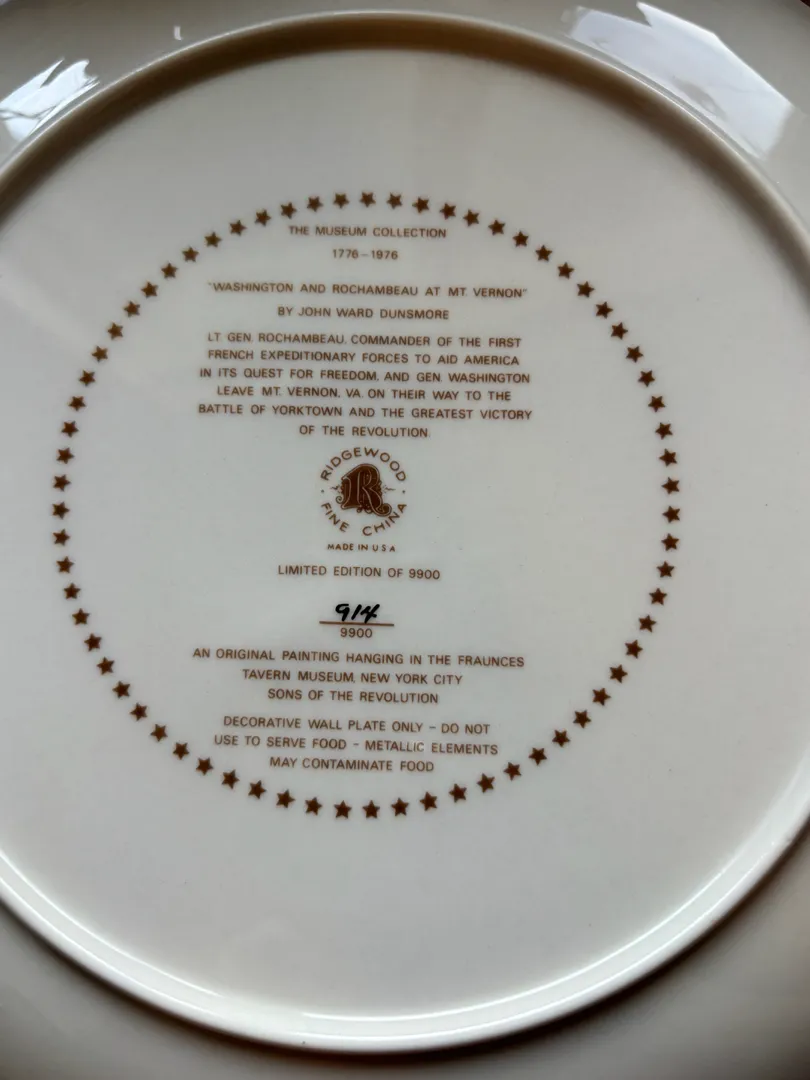 THE MUSEUM COLLECTION
1776-1976
"WASHINGTON AND ROCHAMBEAU AT MT. VERNON"
BY JOHN WARD DUNSMORE
LT. GEN. ROCHAMBEAU, COMMANDER OF THE FIRST
FRENCH EXPEDITIONARY FORCES TO AID AMERICA
IN ITS QUEST FOR FREEDOM, AND GEN. WASHINGTON
LEAVE MT. VERNON, VA. ON THEIR WAY TO THE
BATTLE OF YORKTOWN AND THE GREATEST VICTORY
OF THE REVOLUTION.
RIDGEWOOD
R
FINE CHINA
MADE IN U S A
LIMITED EDITION OF 9900
914
9900
AN ORIGINAL PAINTING HANGING IN THE FRAUNCES
TAVERN MUSEUM, NEW YORK CITY
SONS OF THE REVOLUTION
DECORATIVE WALL PLATE ONLY - DO NOT
USE TO SERVE FOOD - METALLIC ELEMENTS
MAY CONTAMINATE FOOD